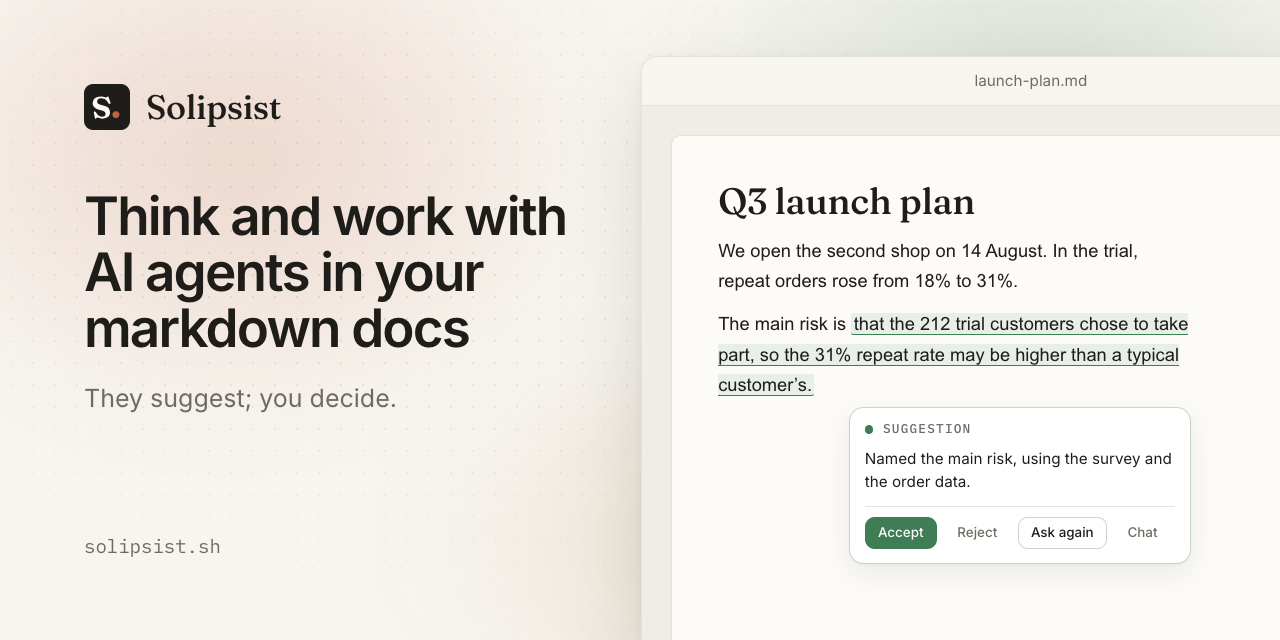 S.
Solipsist
Think and work with
AI agents in your
markdown docs
They suggest; you decide.
solipsist.sh
launch-plan.md
Q3 launch plan
We open the second shop on 14 August. In the trial,
repeat orders rose from 18% to 31%.
The main risk is that the 212 trial customers chose to take
part, so the 31% repeat rate may be higher than a typical
customer’s.
SUGGESTION
Named the main risk, using the survey and
the order data.
Accept Reject Ask again Chat